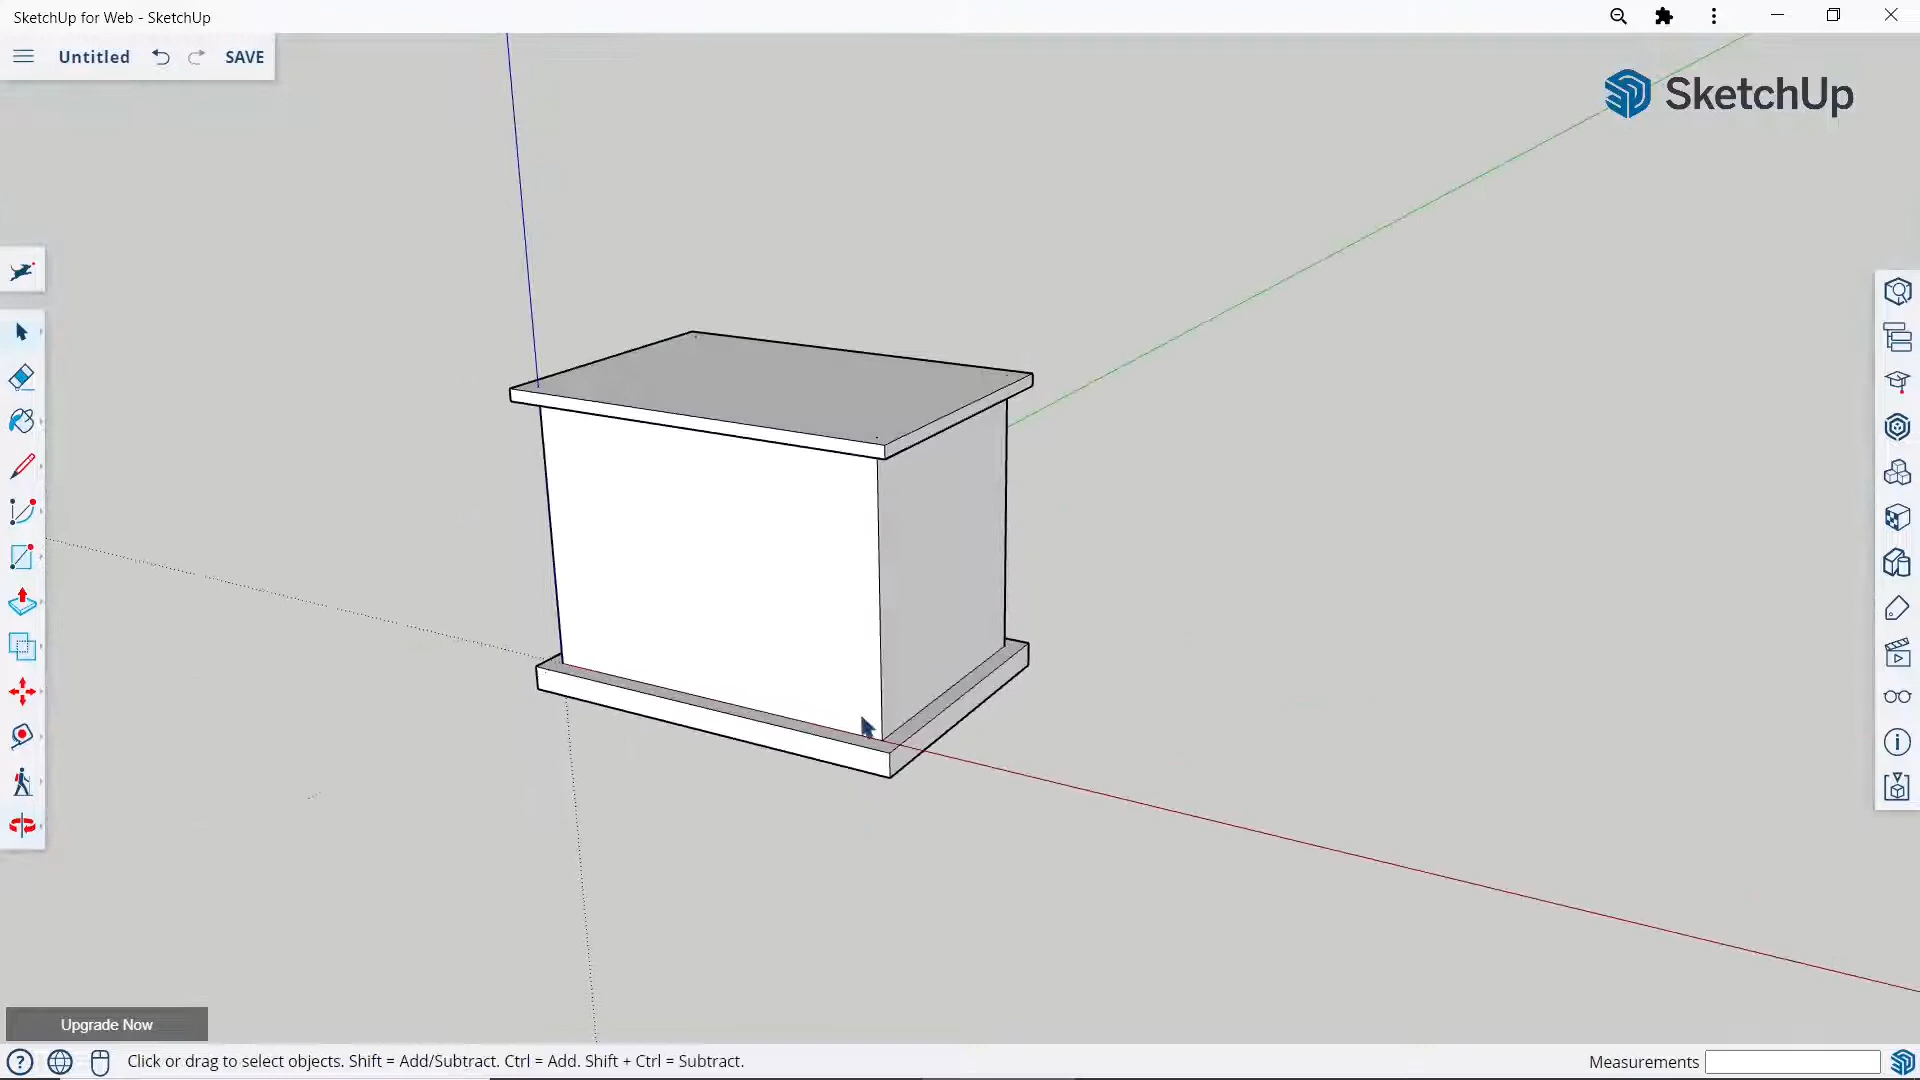 SketchUp for Web - SketchUp
Untitled SAVE
SketchUp
Upgrade Now
Click or drag to select objects. Shift = Add/Subtract. Ctrl = Add. Shift + Ctrl = Subtract.
Measurements